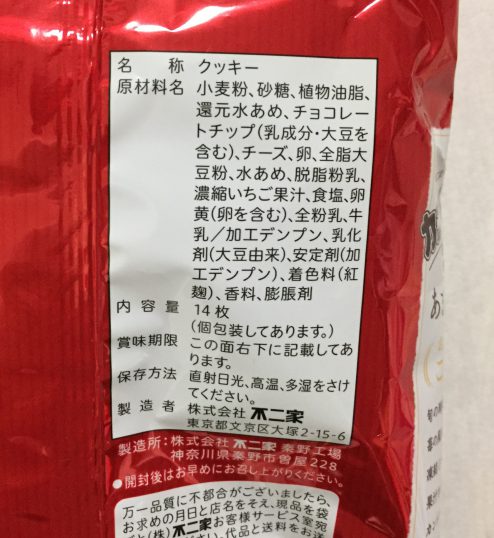 名称 クッキー
原材料名 小麦粉、砂糖、植物油脂、
還元水あめ、チョコレー
トチップ(乳成分・大豆を
含む)、チーズ、卵、全脂大
豆粉、水あめ、脱脂粉乳、
濃縮いちご果汁、食塩、卵
黄(卵を含む)、全粉乳、牛
乳／加工デンプン、乳化
剤(大豆由来)、安定剤(加
工デンプン)、着色料(紅
麹)、香料、膨脹剤
内容量 14枚
(個包装してあります。)
賞味期限 この面右下に記載してあ
ります。
保存方法 直射日光、高温、多湿をさけ
てください。
製造者 株式会社 不二家
東京都文京区大塚2-15-6
製造所:株式会社 不二家 秦野工場
神奈川県秦野市曽屋228
●開封後はお早めにお召し上がりください。
万一品質に不都合がございましたら、
お求めの月日と店名をそえ、現品を袋
ごと(株)不二家お客様サービス室宛
ください。代品と送料をお送